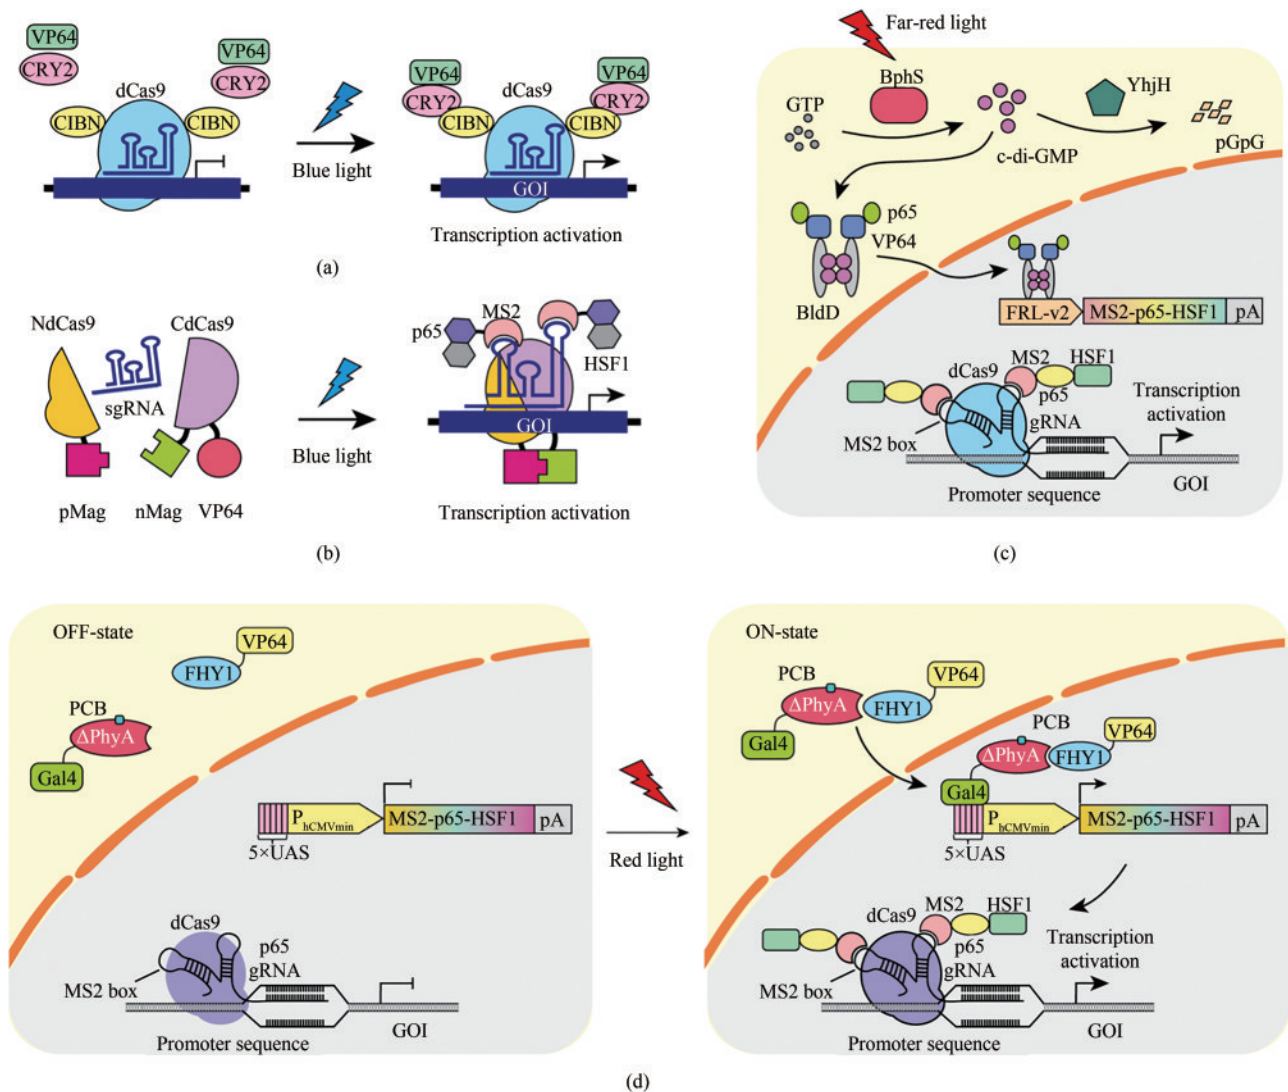 VP64
CRY2
VP64
CRY2
dCas9
CIBN
CIBN
Blue light
VP64
CRY2
VP64
CRY2
dCas9
CIBN
CIBN
GOI
Transcription activation
(a)
NdCas9
CdCas9
sgRNA
pMag
nMag
VP64
Blue light
MS2
p65
HSF1
GOI
Transcription activation
(b)
Far-red light
BphS
YhjH
GTP
c-di-GMP
pGpG
p65
VP64
BldD
FRL-v2
MS2-p65-HSF1
pA
dCas9
MS2
HSF1
p65
gRNA
MS2 box
Transcription
activation
Promoter sequence
GOI
(c)
OFF-state
VP64
FHY1
PCB
ΔPhyA
Gal4
PhCMVmin
MS2-p65-HSF1
pA
5×UAS
dCas9
p65
gRNA
MS2 box
GOI
Promoter sequence
Red light
ON-state
PCB
VP64
ΔPhyA
FHY1
Gal4
PCB
VP64
ΔPhyA
FHY1
Gal4
PhCMVmin
MS2-p65-HSF1
pA
5×UAS
dCas9
MS2
HSF1
p65
gRNA
MS2 box
Transcription
activation
GOI
Promoter sequence
(d)